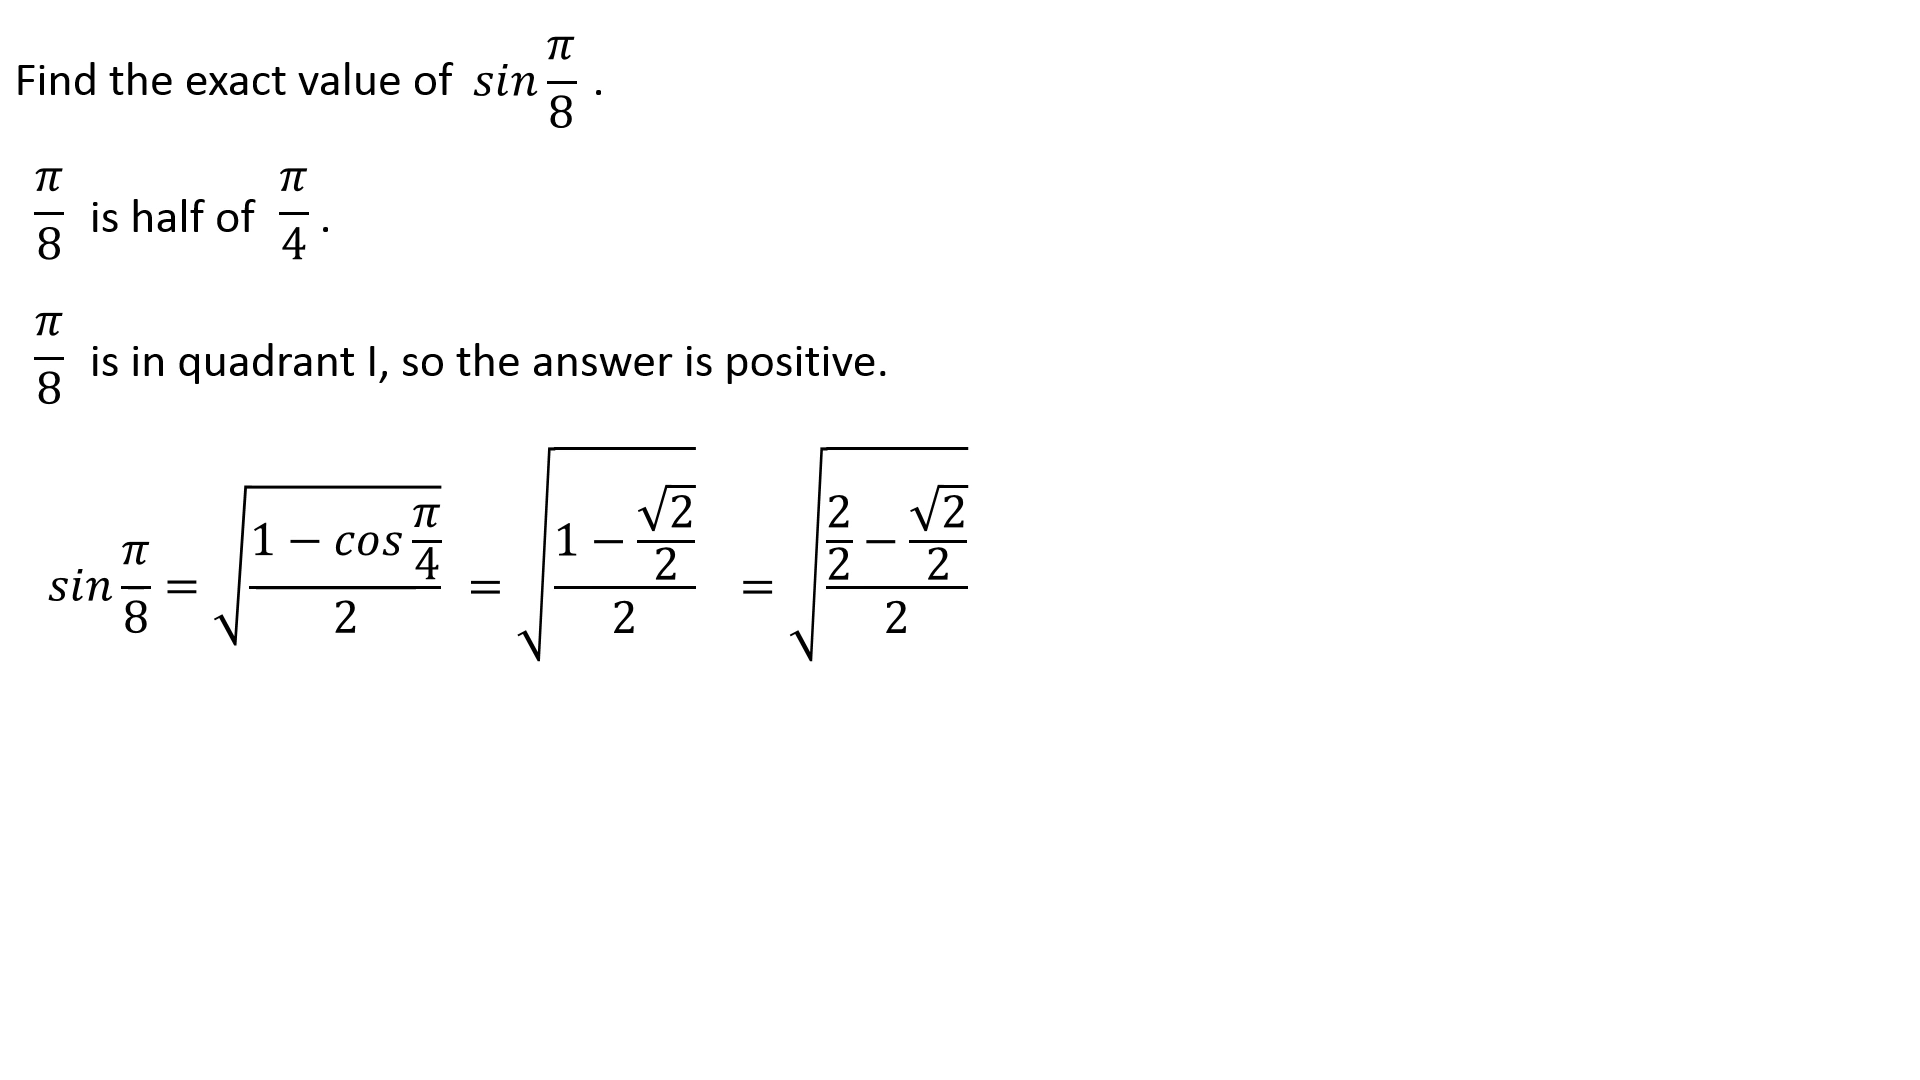 Find the exact value of sin π/8 .
π/8 is half of π/4 .
π/8 is in quadrant I, so the answer is positive.
sin π/8 = √((1 − cos π/4)/2) = √((1 − √2/2)/2) = √((2/2 − √2/2)/2)